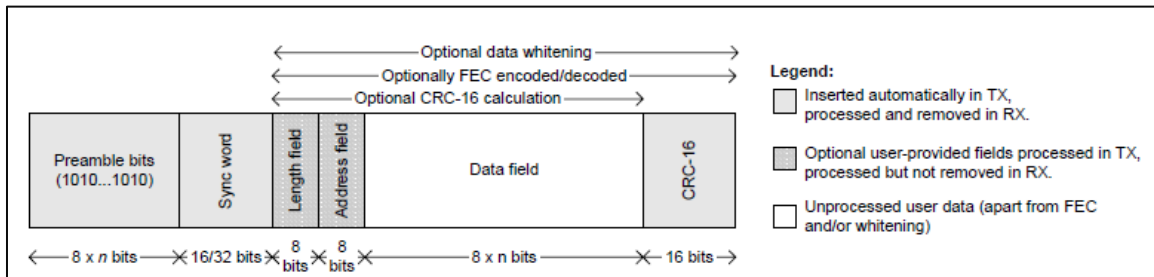 Optional data whitening
Optionally FEC encoded/decoded
Optional CRC-16 calculation
Preamble bits
(1010...1010)
Sync word
Length field
Address field
Data field
CRC-16
8 x n bits
16/32 bits
8
bits
8
bits
8 x n bits
16 bits
Legend:
Inserted automatically in TX,
processed and removed in RX.
Optional user-provided fields processed in TX,
processed but not removed in RX.
Unprocessed user data (apart from FEC
and/or whitening)